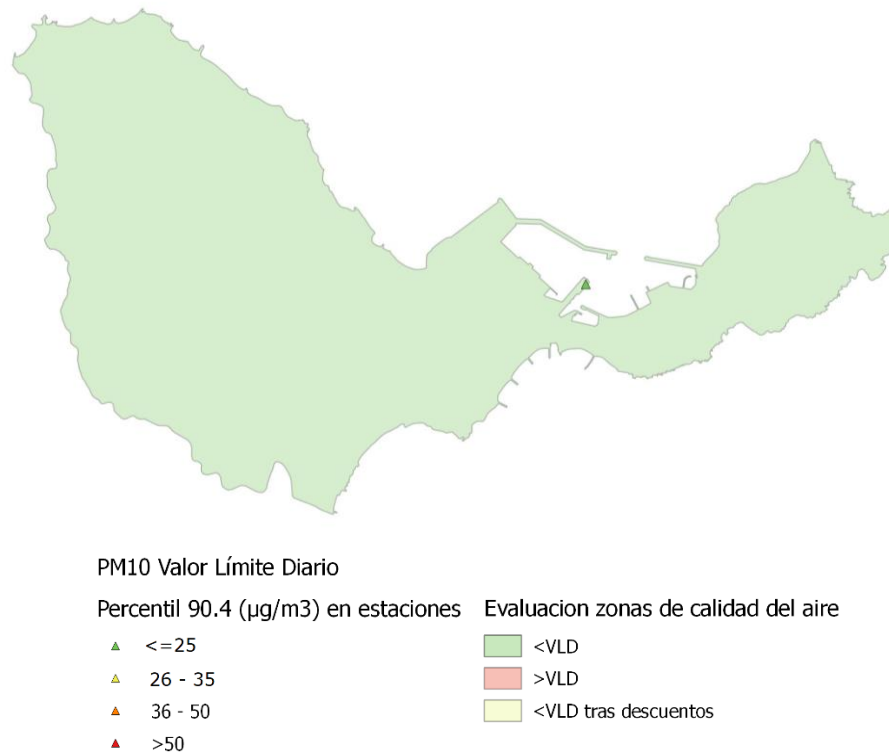 PM10 Valor Límite Diario
Percentil 90.4 (µg/m3) en estaciones
<=25
26 - 35
36 - 50
>50
Evaluacion zonas de calidad del aire
<VLD
>VLD
<VLD tras descuentos